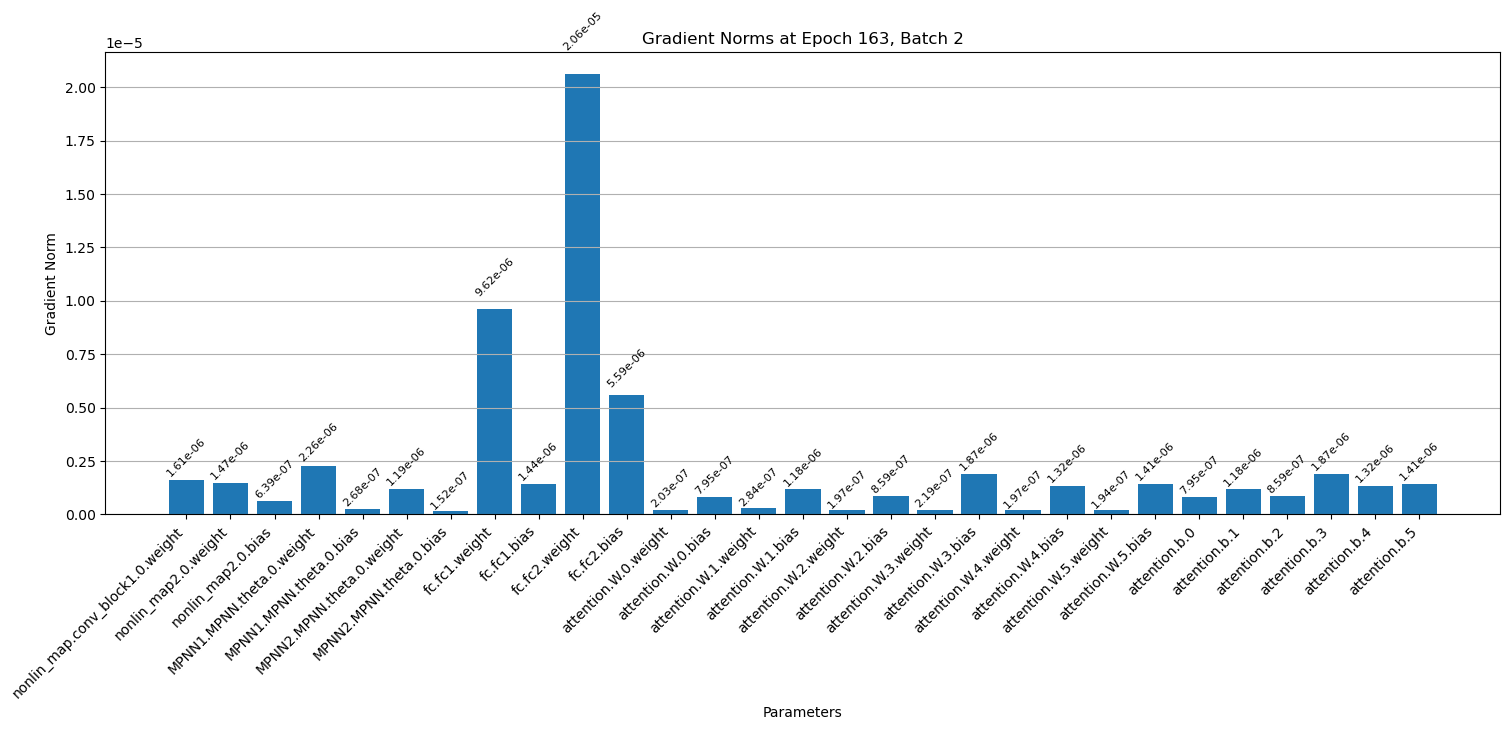 Gradient Norms at Epoch 163, Batch 2
1e−5
Gradient Norm
2.00
1.75
1.50
1.25
1.00
0.75
0.50
0.25
0.00
1.61e-06
1.47e-06
6.39e-07
2.26e-06
2.68e-07
1.19e-06
1.52e-07
9.62e-06
1.44e-06
2.06e-05
5.59e-06
2.03e-07
7.95e-07
2.84e-07
1.18e-06
1.97e-07
8.59e-07
2.19e-07
1.87e-06
1.97e-07
1.32e-06
1.94e-07
1.41e-06
7.95e-07
1.18e-06
8.59e-07
1.87e-06
1.32e-06
1.41e-06
nonlin_map.conv_block1.0.weight
nonlin_map2.0.weight
nonlin_map2.0.bias
MPNN1.MPNN.theta.0.weight
MPNN1.MPNN.theta.0.bias
MPNN2.MPNN.theta.0.weight
MPNN2.MPNN.theta.0.bias
fc.fc1.weight
fc.fc1.bias
fc.fc2.weight
fc.fc2.bias
attention.W.0.weight
attention.W.0.bias
attention.W.1.weight
attention.W.1.bias
attention.W.2.weight
attention.W.2.bias
attention.W.3.weight
attention.W.3.bias
attention.W.4.weight
attention.W.4.bias
attention.W.5.weight
attention.W.5.bias
attention.b.0
attention.b.1
attention.b.2
attention.b.3
attention.b.4
attention.b.5
Parameters